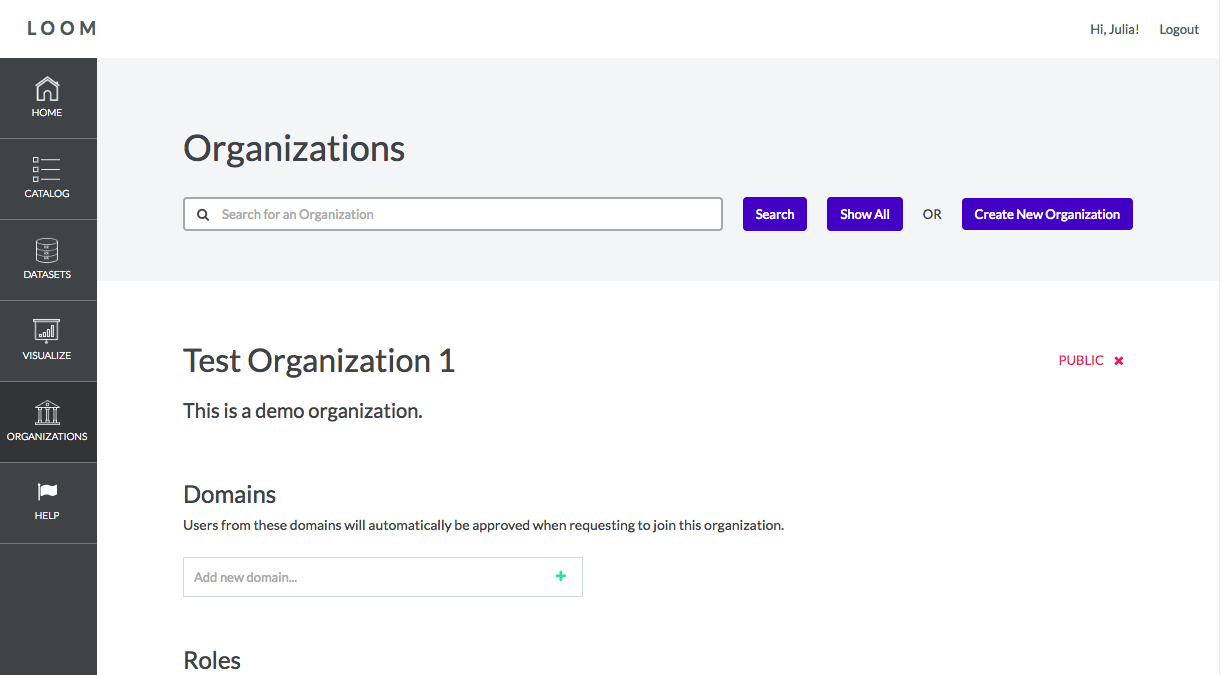 LOOM
Hi, Julia! Logout
HOME
CATALOG
DATASETS
VISUALIZE
ORGANIZATIONS
HELP
Organizations
Search for an Organization Search Show All OR Create New Organization
Test Organization 1 PUBLIC
This is a demo organization.
Domains
Users from these domains will automatically be approved when requesting to join this organization.
Add new domain...
Roles